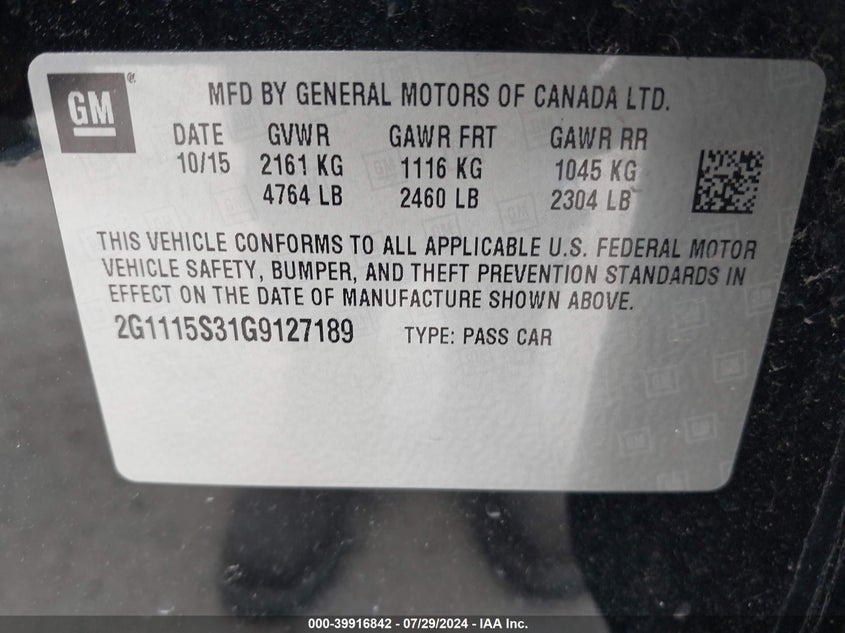 GM
MFD BY GENERAL MOTORS OF CANADA LTD.
DATE GVWR GAWR FRT GAWR RR
10/15 2161 KG 1116 KG 1045 KG
4764 LB 2460 LB 2304 LB
THIS VEHICLE CONFORMS TO ALL APPLICABLE U.S. FEDERAL MOTOR
VEHICLE SAFETY, BUMPER, AND THEFT PREVENTION STANDARDS IN
EFFECT ON THE DATE OF MANUFACTURE SHOWN ABOVE.
2G1115S31G9127189 TYPE: PASS CAR
000-39916842 - 07/29/2024 - IAA Inc.